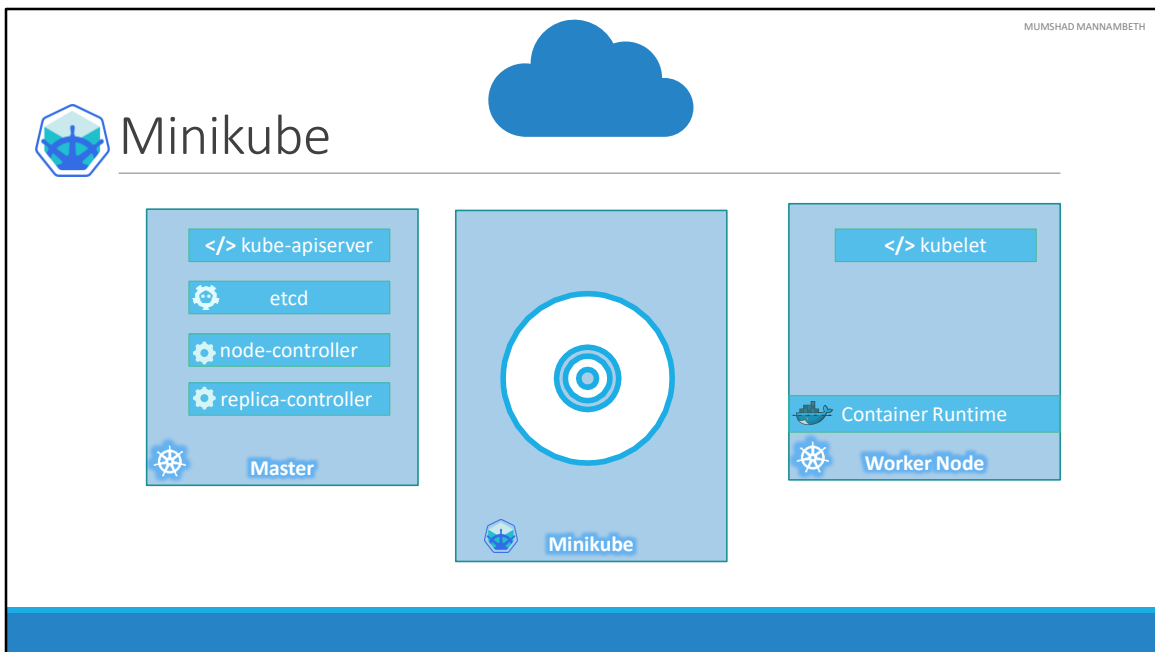 MUMSHAD MANNAMBETH
Minikube
</> kube-apiserver
etcd
node-controller
replica-controller
Master
Minikube
</> kubelet
Container Runtime
Worker Node